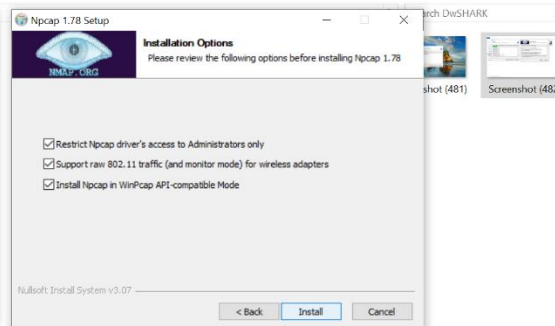 Npcap 1.78 Setup
arch DwSHARK
Installation Options
Please review the following options before installing Npcap 1.78
NMAP.ORG
shot (481)
Screenshot (482
Restrict Npcap driver's access to Administrators only
Support raw 802.11 traffic (and monitor mode) for wireless adapters
Install Npcap in WinPcap API-compatible Mode
Nullsoft Install System v3.07
< Back
Install
Cancel